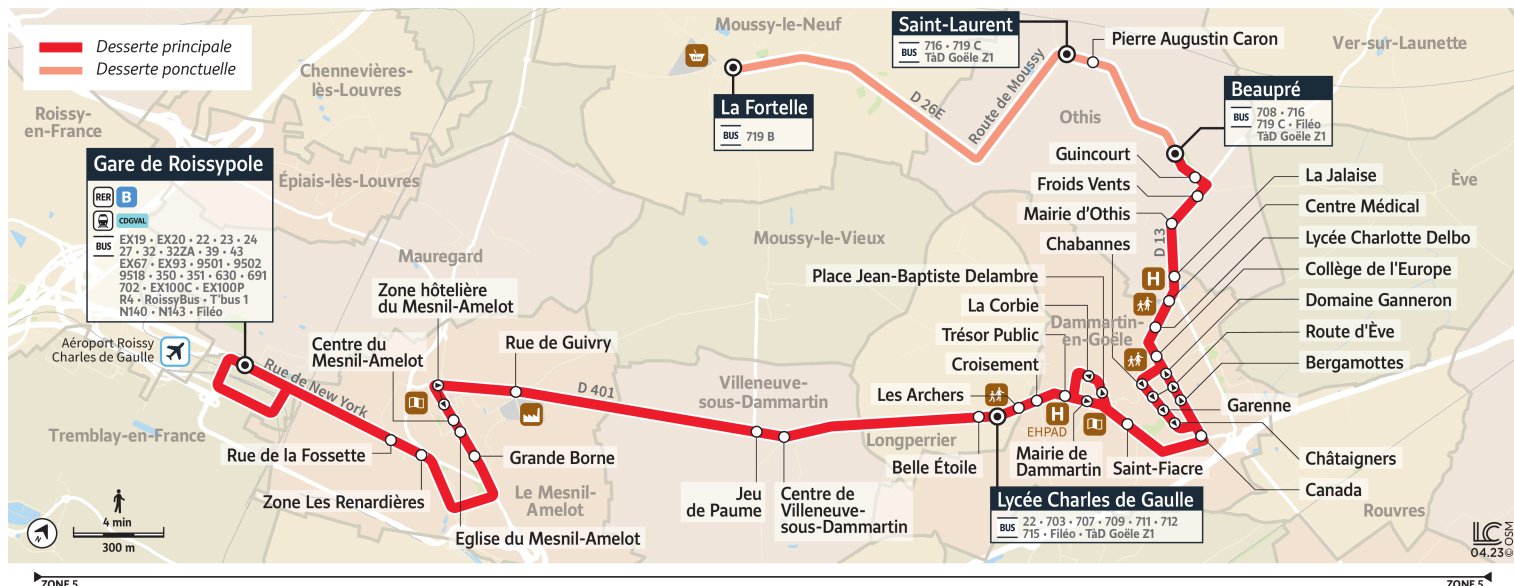 Desserte principale
Desserte ponctuelle
Roissy-
en-France
Chennevières-
lès-Louvres
Épiais-lès-Louvres
Gare de Roissypole
RER B
CDGVAL
BUS
EX19 • EX20 • 22 • 23 • 24
27 • 32 • 32ZA • 39 • 43
EX67 • EX93 • 9501 • 9502
9518 • 350 • 351 • 630 • 691
702 • EX100C • EX100P
R4 • RoissyBus • T'bus 1
N140 • N143 • Filéo
Aéroport Roissy
Charles de Gaulle
Rue de New York
Tremblay-en-France
Rue de la Fossette
Zone Les Renardières
4 min
300 m
N
Mauregard
Zone hôtelière
du Mesnil-Amelot
Centre du
Mesnil-Amelot
Rue de Guivry
D 401
Grande Borne
Le Mesnil-
Amelot
Eglise du Mesnil-Amelot
Moussy-le-Neuf
La Fortelle
BUS
719 B
D 26E
Route de Moussy
Saint-Laurent
BUS
716 • 719 C
TàD Goële Z1
Pierre Augustin Caron
Ver-sur-Launette
Othis
Beaupré
BUS
708 • 716
719 C • Filéo
TàD Goële Z1
Moussy-le-Vieux
Villeneuve-
sous-Dammartin
Jeu
de Paume
Centre de
Villeneuve-
sous-Dammartin
Longperrier
Belle Étoile
Lycée Charles de Gaulle
BUS
22 • 703 • 707 • 709 • 711 • 712
715 • Filéo • TàD Goële Z1
Guincourt
Froids Vents
Mairie d'Othis
D 13
Chabannes
Place Jean-Baptiste Delambre
La Corbie
Trésor Public
Croisement
Les Archers
Dammartin-
en-Goële
H
H
EHPAD
Mairie de
Dammartin
Saint-Fiacre
Ève
La Jalaise
Centre Médical
Lycée Charlotte Delbo
Collège de l'Europe
Domaine Ganneron
Route d'Ève
Bergamottes
Garenne
Châtaigners
Canada
Rouvres
LC
04.23
© OSM
ZONE 5
ZONE 5